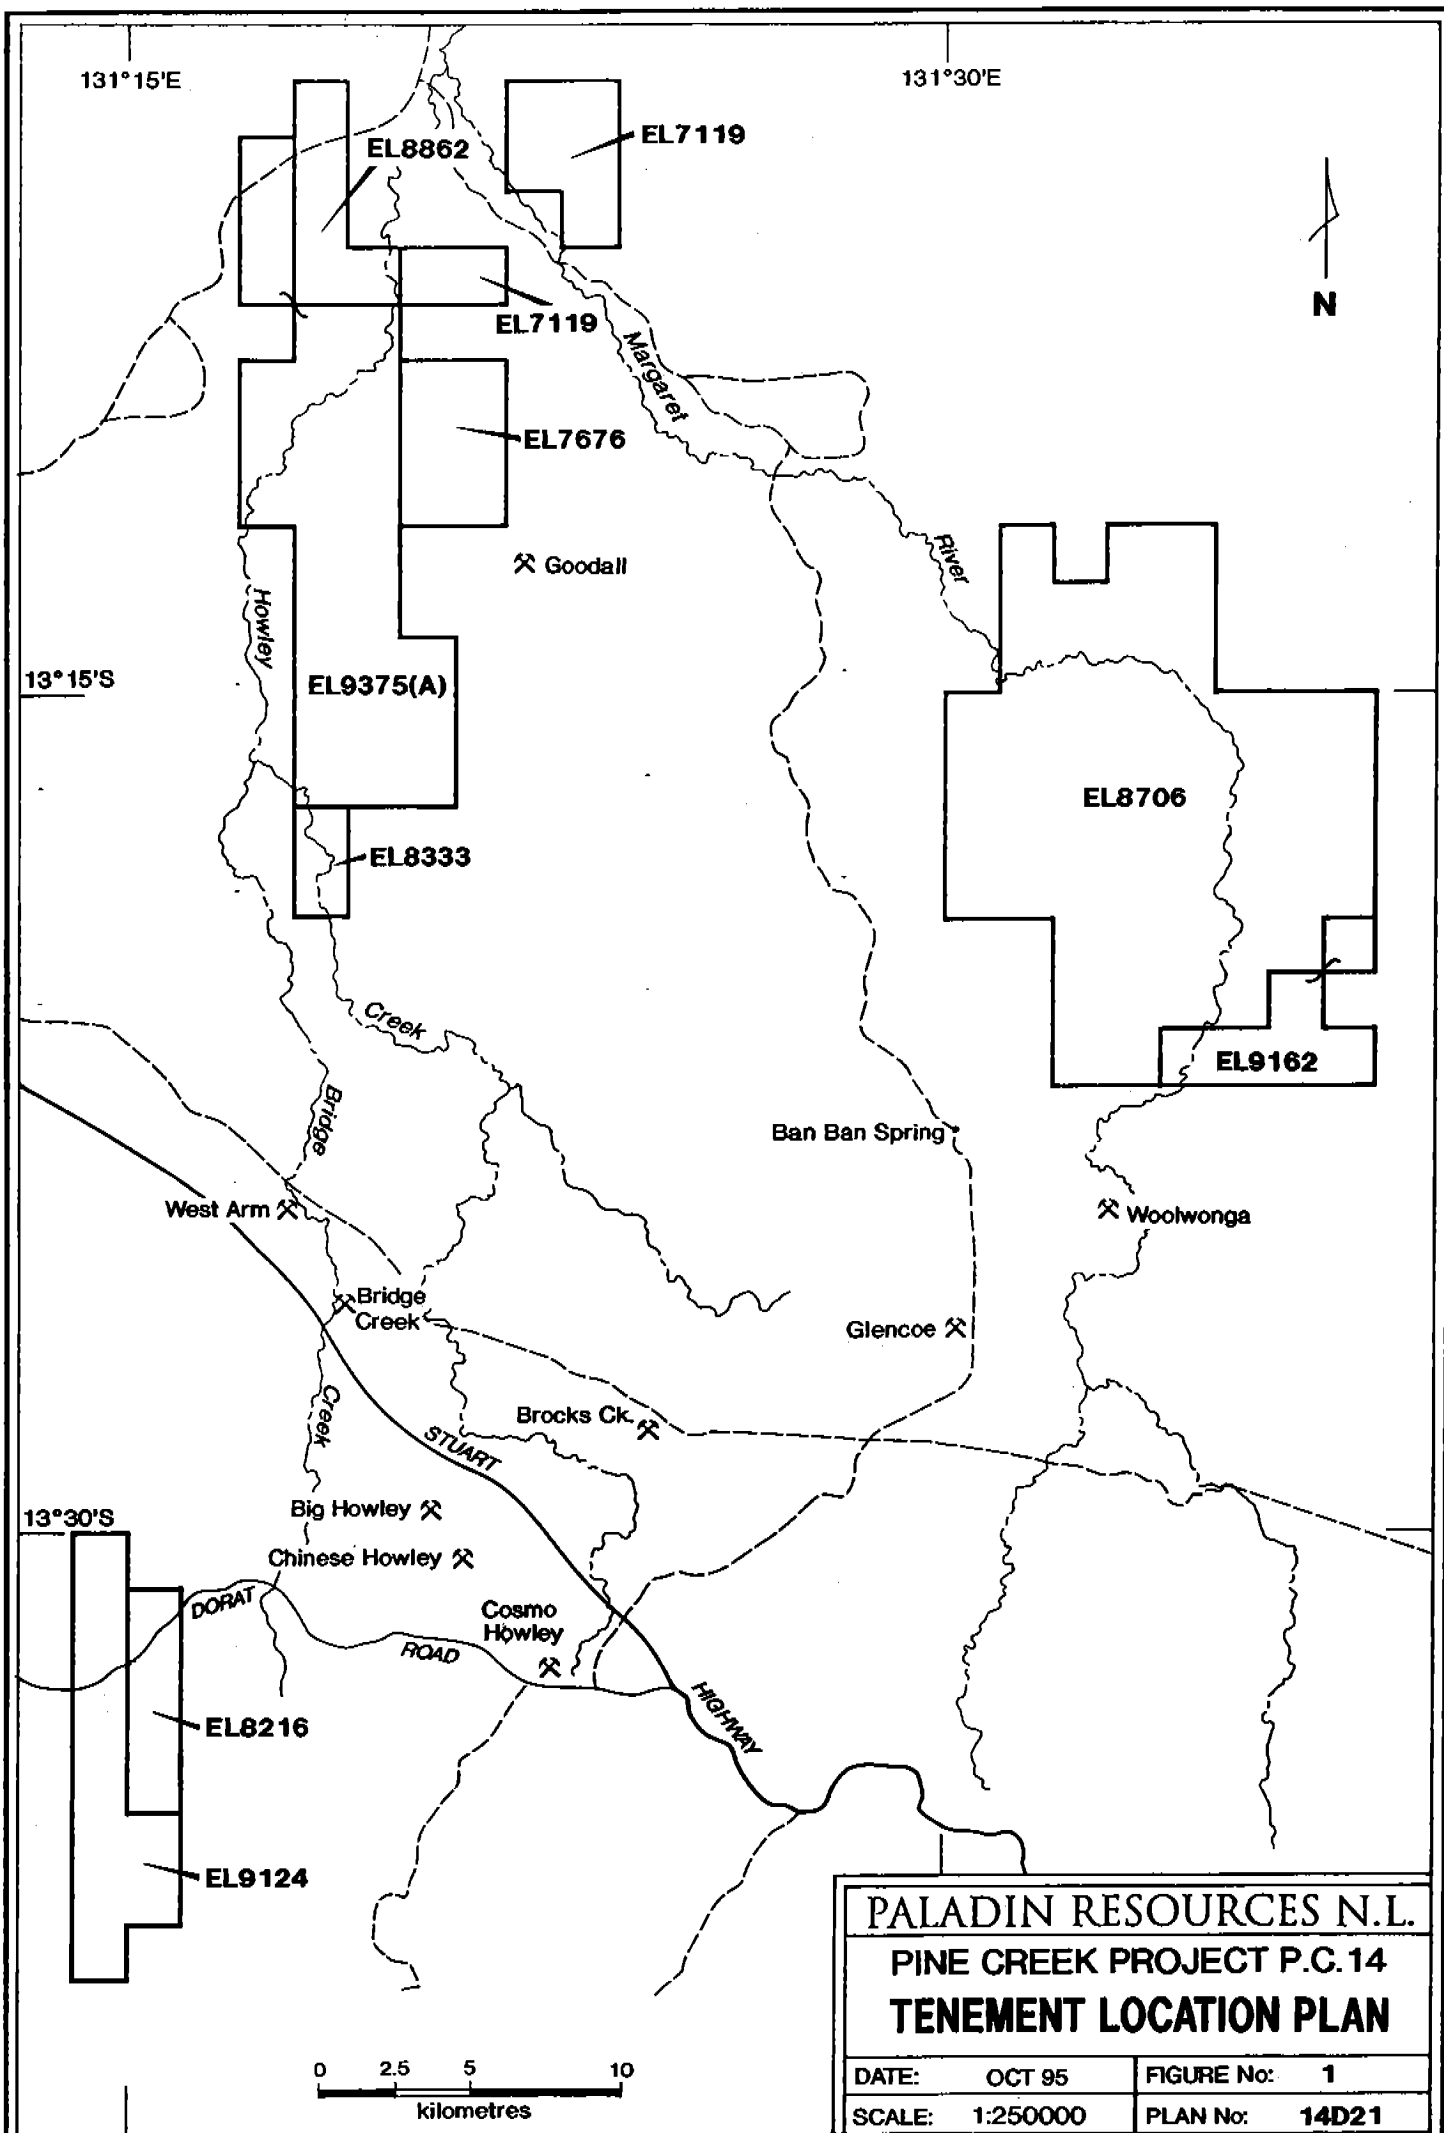 131°15'E
131°30'E
EL7119
EL8862
N
EL7119
Margaret
EL7676
River
Goodall
Howley
13°15'S
EL9375(A)
EL8706
EL8333
Creek
EL9162
Bridge
Ban Ban Spring
West Arm
Woolwonga
Bridge
Creek
Glencoe
Creek
Brocks Ck.
STUART
Big Howley
13°30'S
Chinese Howley
DORAT
Cosmo
Howley
ROAD
HIGHWAY
EL8216
EL9124
PALADIN RESOURCES N.L.
PINE CREEK PROJECT P.C.14
TENEMENT LOCATION PLAN
0 2.5 5 10
kilometres
DATE: OCT 95 FIGURE No: 1
SCALE: 1:250000 PLAN No: 14D21